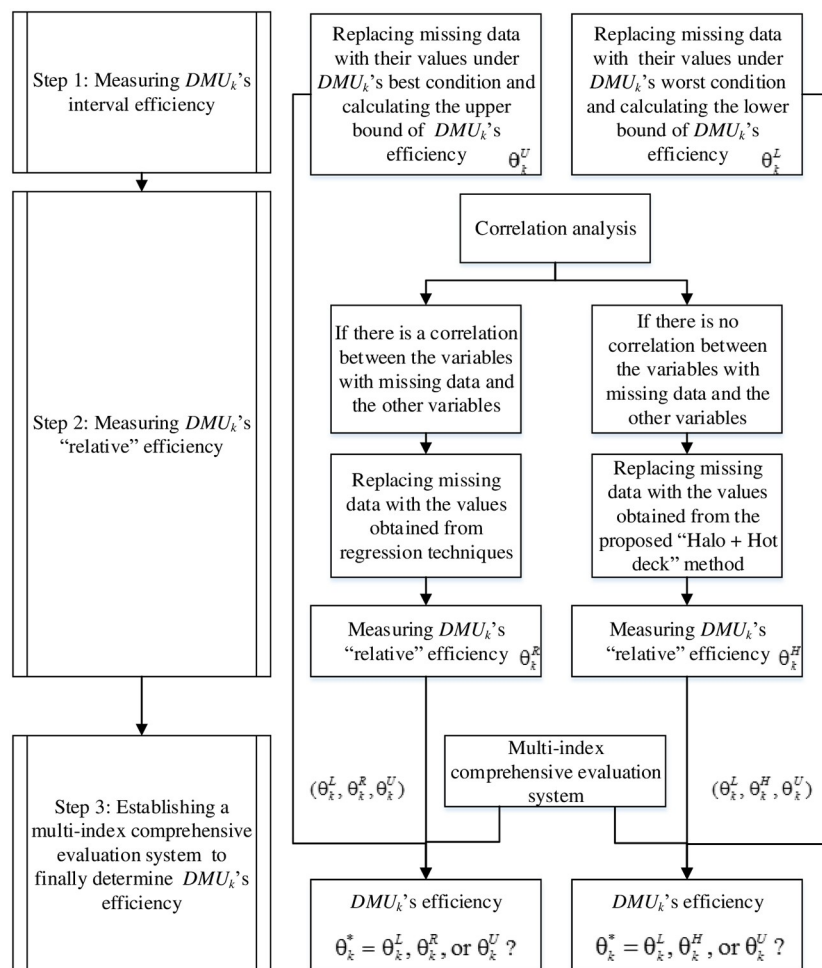 Step 1: Measuring DMUₖ's
interval efficiency
Replacing missing data
with their values under
DMUₖ's best condition and
calculating the upper
bound of DMUₖ's
efficiency θₖᵁ
Replacing missing data
with their values under
DMUₖ's worst condition
and calculating the lower
bound of DMUₖ's
efficiency θₖᴸ
Step 2: Measuring DMUₖ's
“relative” efficiency
Correlation analysis
If there is a correlation
between the variables
with missing data and
the other variables
If there is no
correlation between
the variables with
missing data and the
other variables
Replacing missing
data with the values
obtained from
regression techniques
Replacing missing
data with the values
obtained from the
proposed “Halo + Hot
deck” method
Measuring DMUₖ's
“relative” efficiency θₖᴿ
Measuring DMUₖ's
“relative” efficiency θₖᴴ
Step 3: Establishing a
multi-index comprehensive
evaluation system to
finally determine DMUₖ's
efficiency
Multi-index
comprehensive evaluation
system
(θₖᴸ, θₖᴿ, θₖᵁ)
(θₖᴸ, θₖᴴ, θₖᵁ)
DMUₖ's efficiency
θₖ* = θₖᴸ, θₖᴿ, or θₖᵁ ?
DMUₖ's efficiency
θₖ* = θₖᴸ, θₖᴴ, or θₖᵁ ?